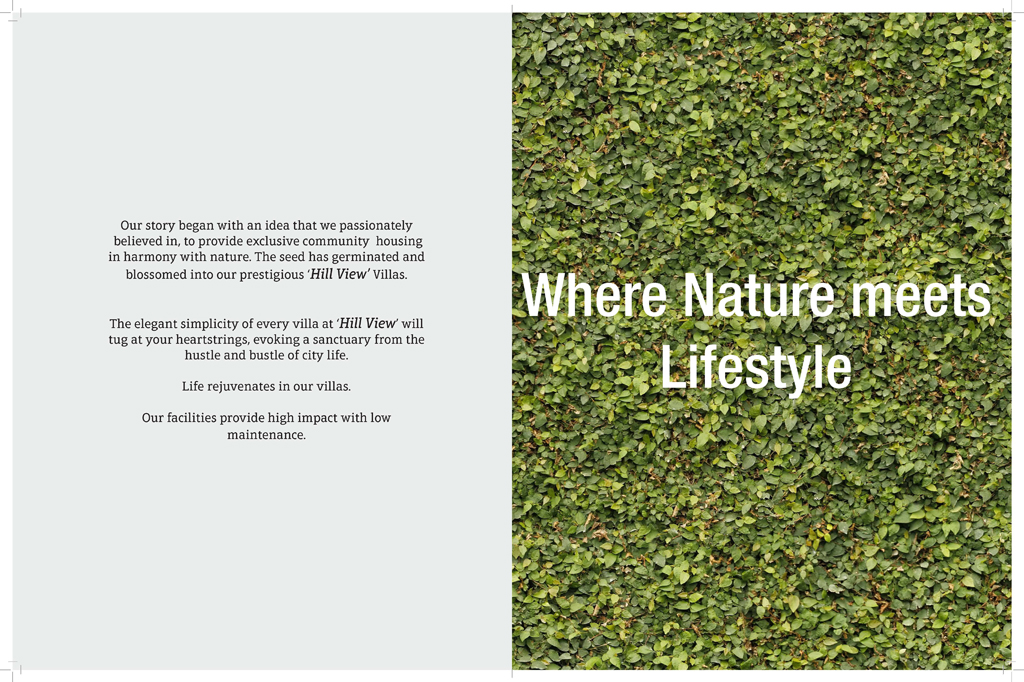 Our story began with an idea that we passionately
believed in, to provide exclusive community  housing
in harmony with nature. The seed has germinated and
blossomed into our prestigious ‘Hill View’ Villas.
The elegant simplicity of every villa at ‘Hill View’ will
tug at your heartstrings, evoking a sanctuary from the
hustle and bustle of city life.
Life rejuvenates in our villas.
Our facilities provide high impact with low
maintenance.
Where Nature meets
Lifestyle